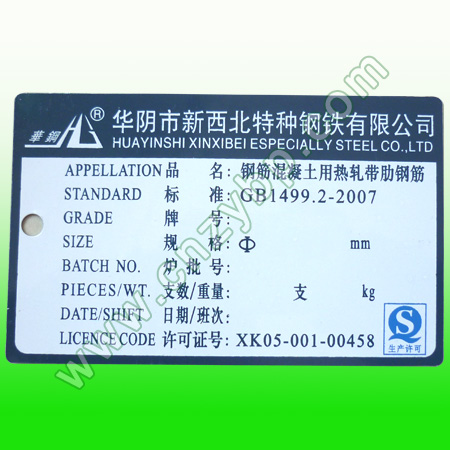 華鋼 ® 华阴市新西北特种钢铁有限公司
HUAYINSHI XINXIBEI ESPECIALLY STEEL CO.,LTD
APPELLATION 品 名: 钢筋混凝土用热轧带肋钢筋
STANDARD 标 准: GB1499.2-2007
GRADE 牌 号:
SIZE 规 格: Φ mm
BATCH NO. 炉 批 号:
PIECES/WT. 支数/重量: 支 kg
DATE/SHIFT 日期/班次:
LICENCE CODE 许可证号: XK05-001-00458
生产许可
www.cnzybp.com